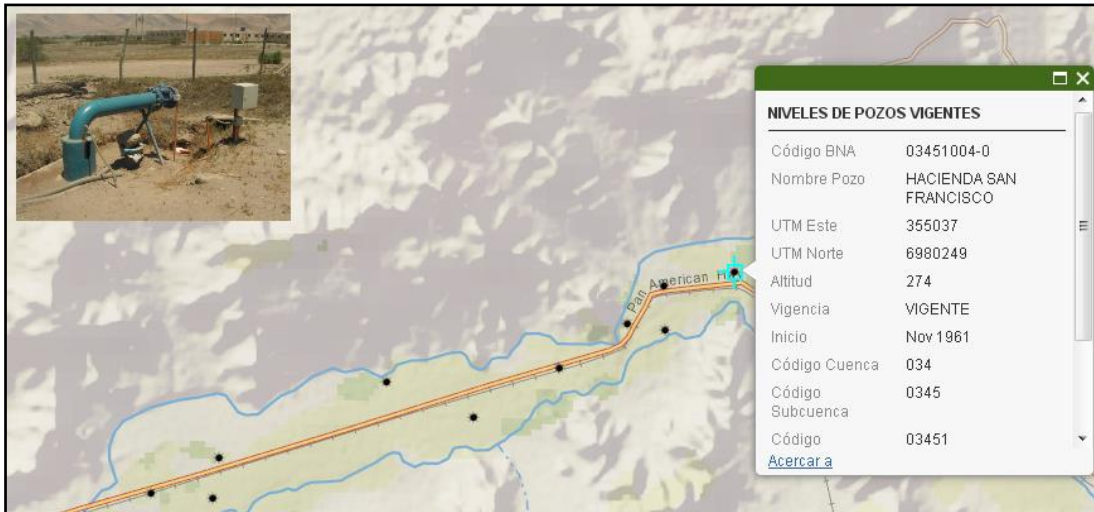 NIVELES DE POZOS VIGENTES
Código BNA 03451004-0
Nombre Pozo HACIENDA SAN
FRANCISCO
UTM Este 355037
UTM Norte 6980249
Altitud 274
Vigencia VIGENTE
Inicio Nov 1961
Código Cuenca 034
Código 0345
Subcuenca
Código 03451
Acercar a
Pan American